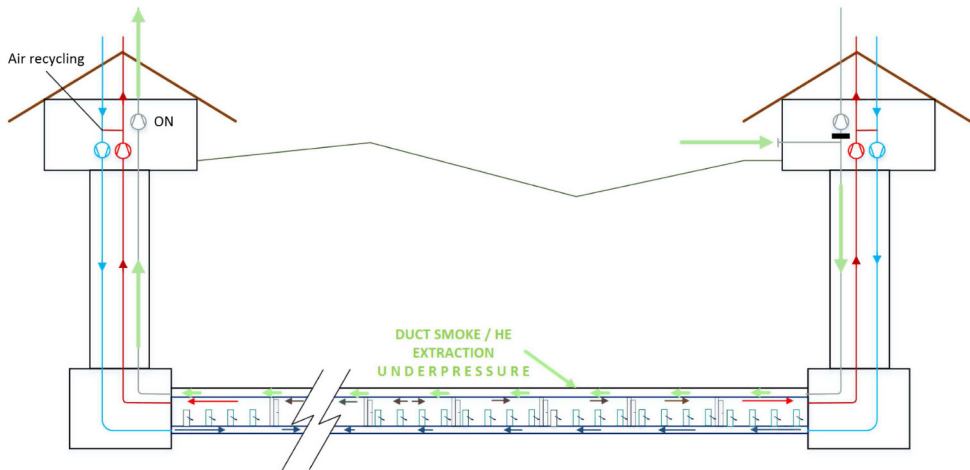 Air recycling
ON
DUCT SMOKE / HE
EXTRACTION
UNDERPRESSURE